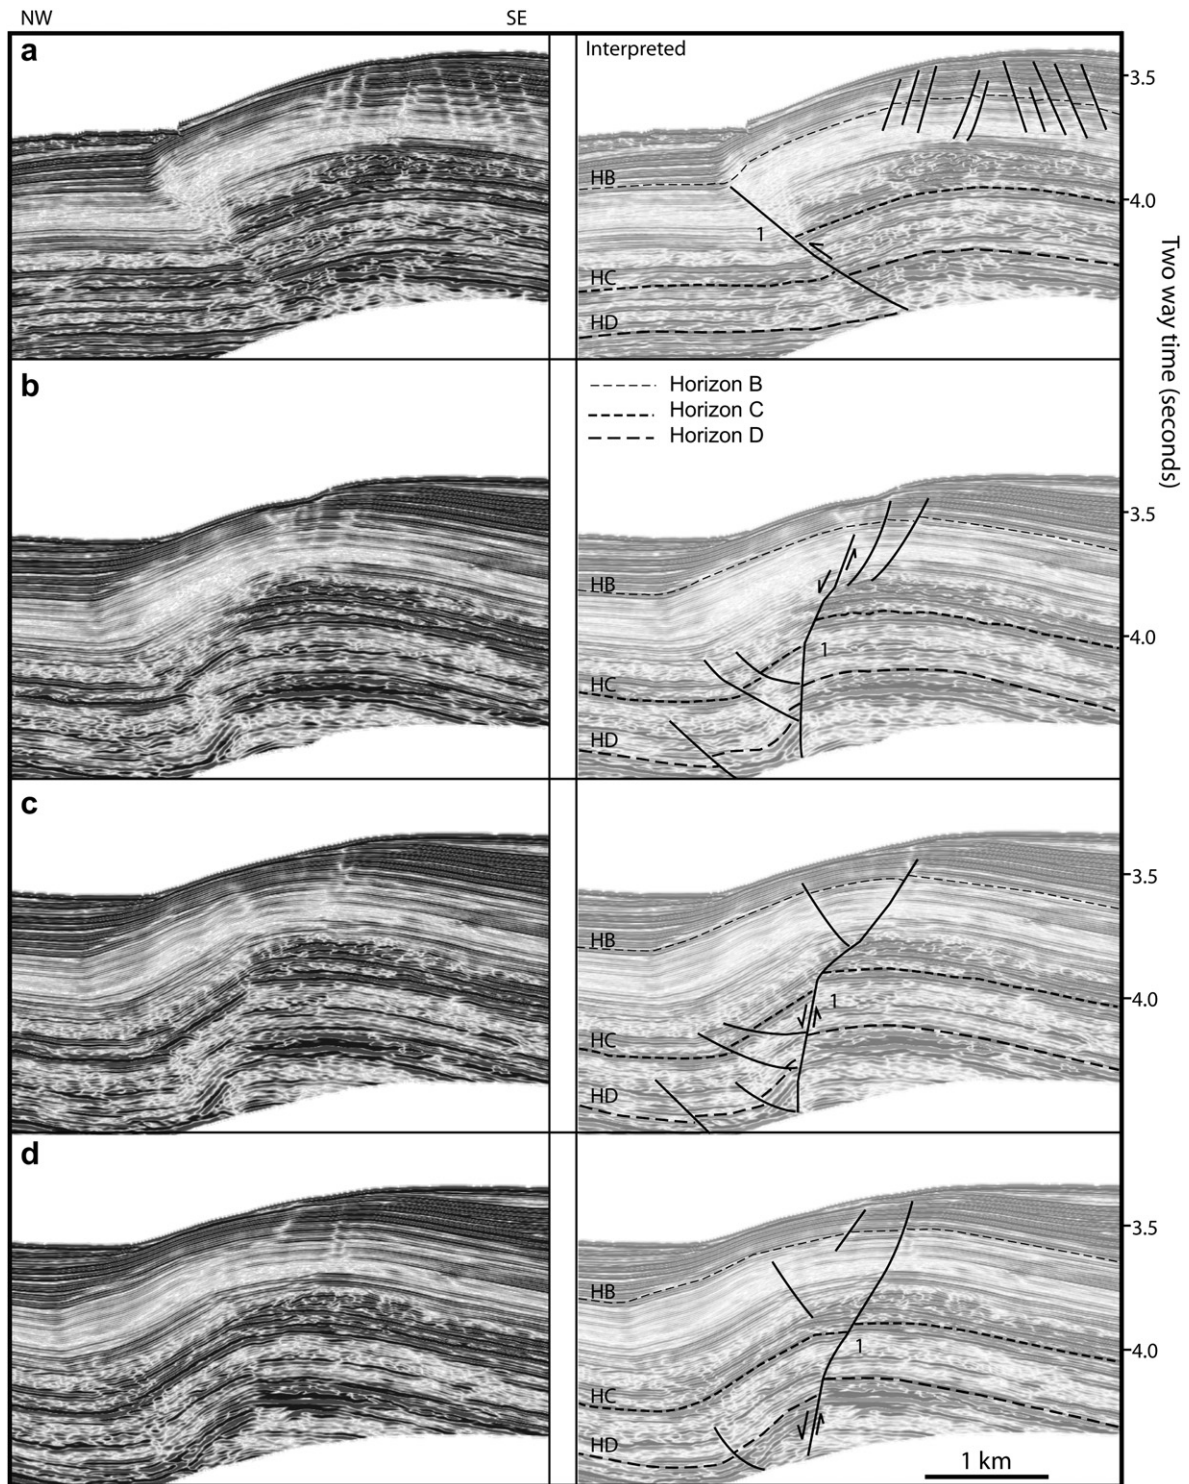 NW SE
a
Interpreted
3.5
HB
4.0
1
HC
HD
Two way time (seconds)
b
Horizon B
Horizon C
Horizon D
3.5
HB
4.0
1
HC
HD
c
3.5
HB
4.0
1
HC
HD
d
3.5
HB
4.0
1
HC
HD
1 km